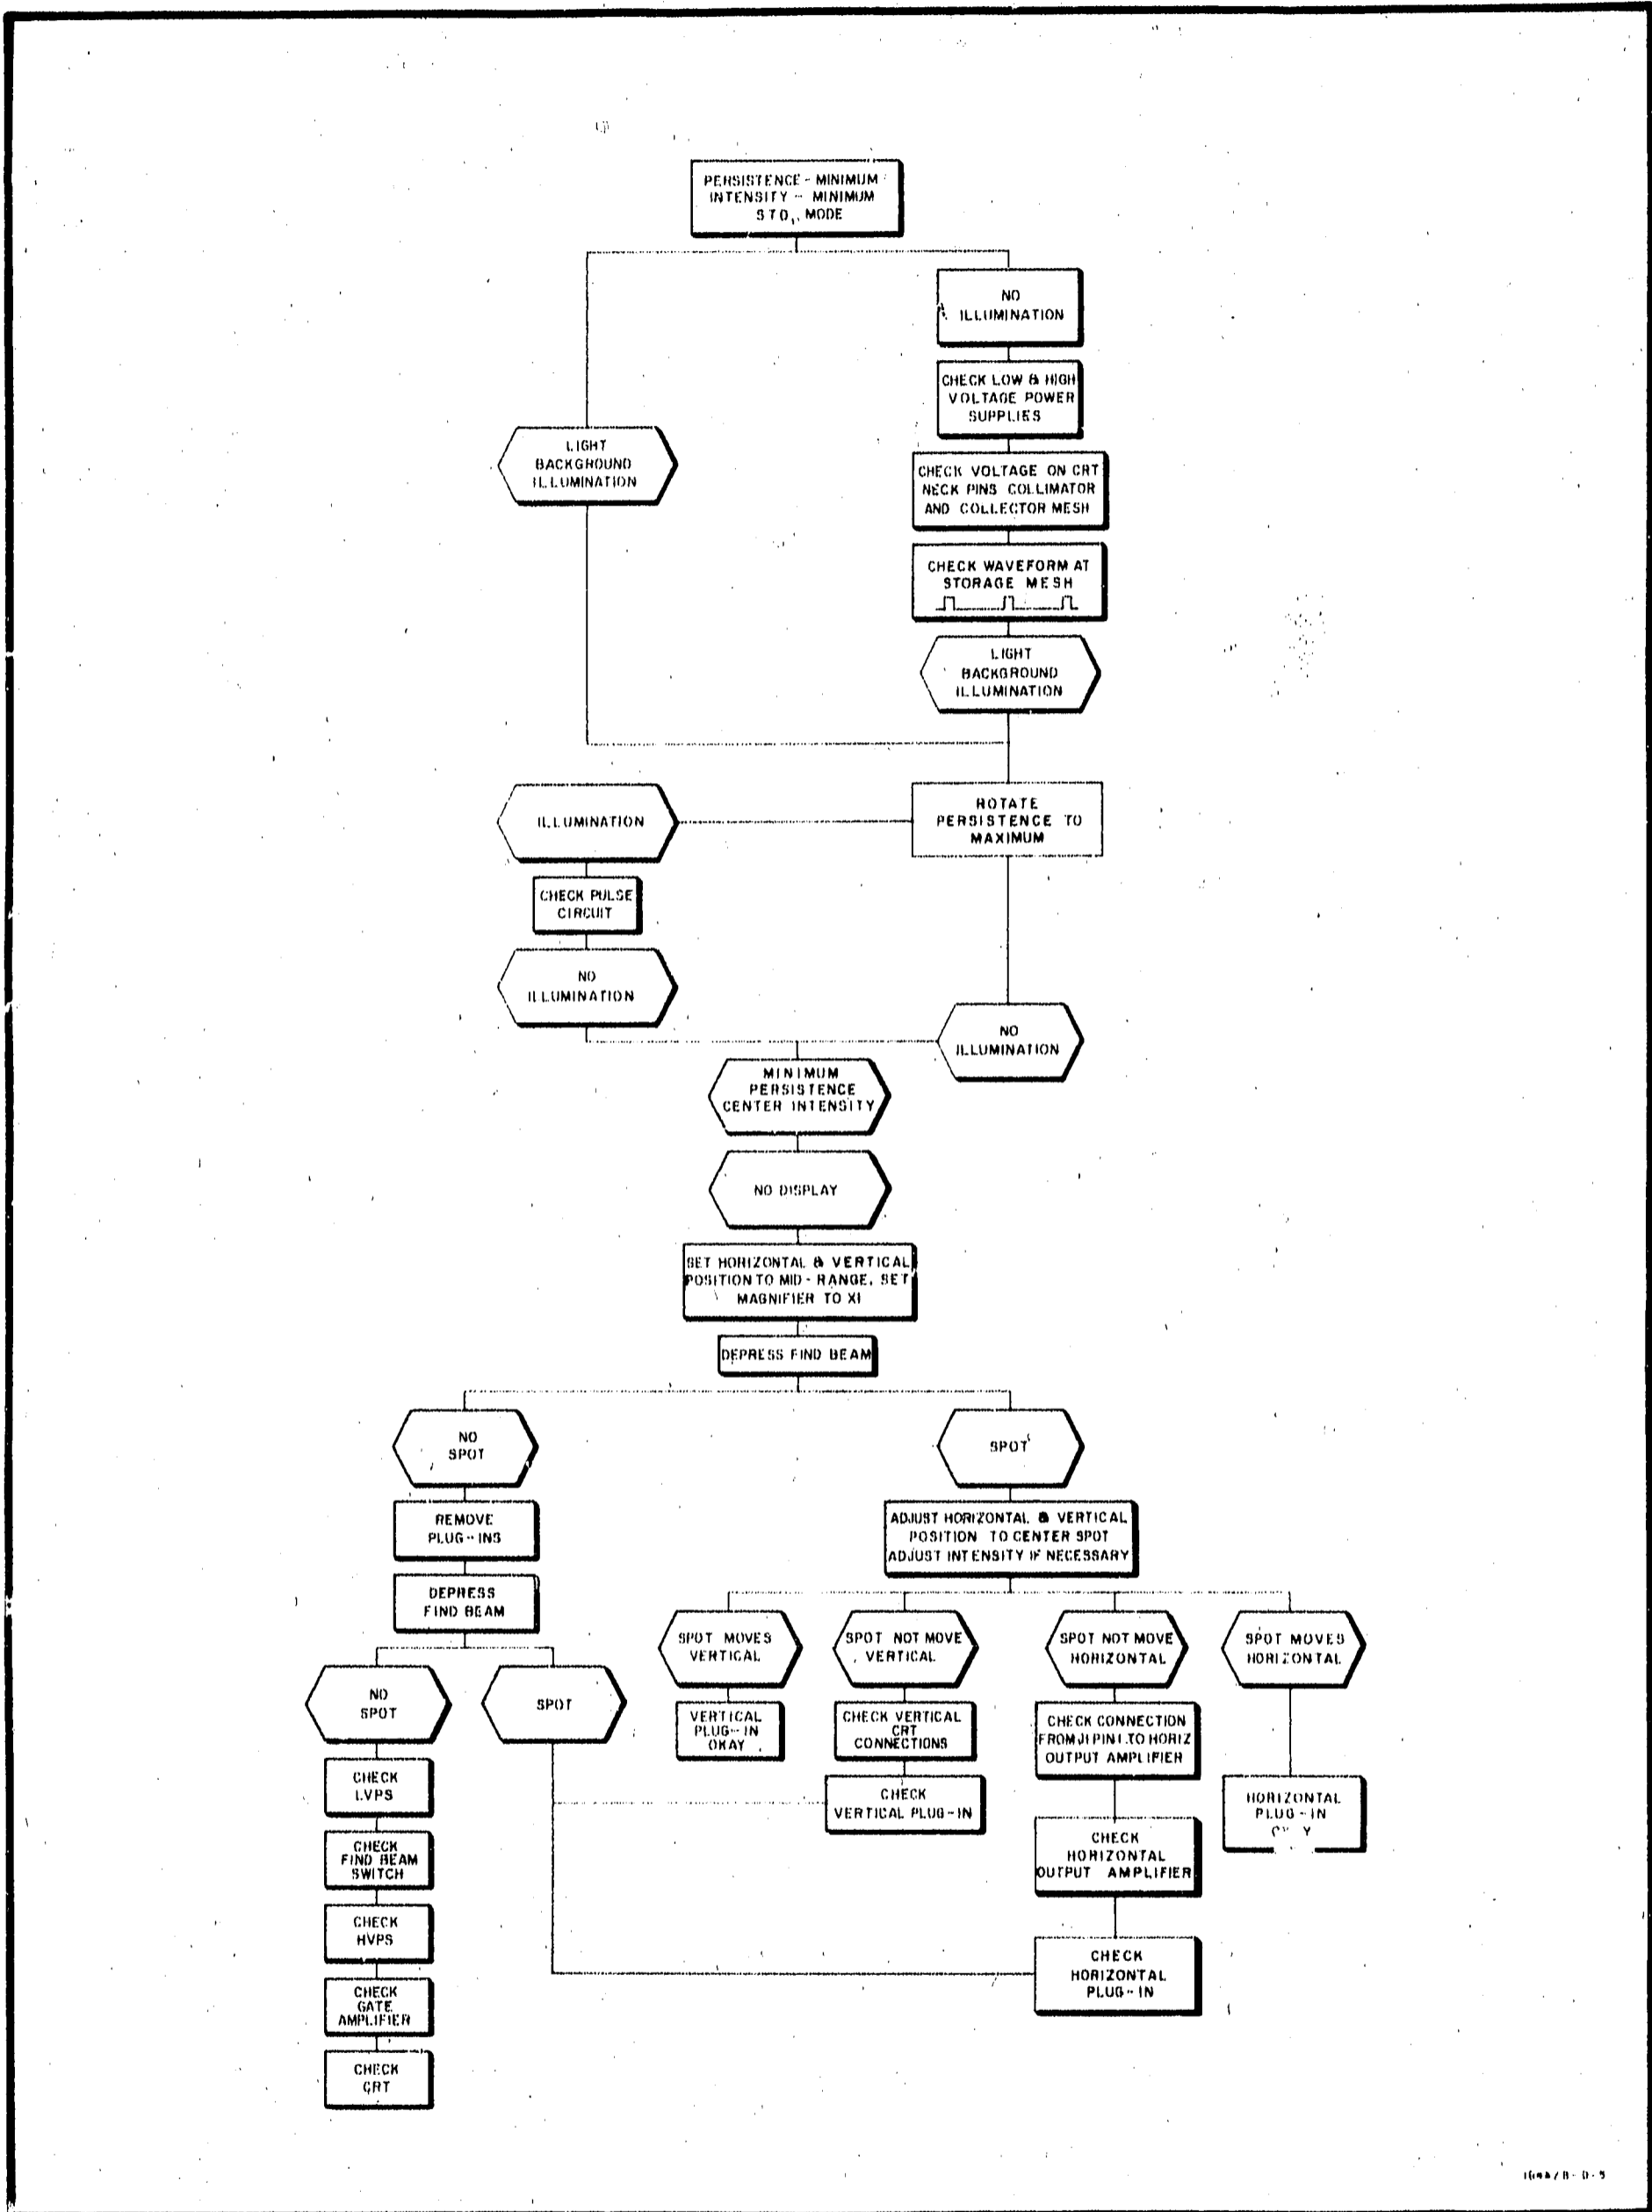 PERSISTENCE - MINIMUM
INTENSITY - MINIMUM
STD. MODE
NO
ILLUMINATION
CHECK LOW & HIGH
VOLTAGE POWER
SUPPLIES
LIGHT
BACKGROUND
ILLUMINATION
CHECK VOLTAGE ON CRT
NECK PINS COLLIMATOR
AND COLLECTOR MESH
CHECK WAVEFORM AT
STORAGE MESH
LIGHT
BACKGROUND
ILLUMINATION
ILLUMINATION
ROTATE
PERSISTENCE TO
MAXIMUM
CHECK PULSE
CIRCUIT
NO
ILLUMINATION
NO
ILLUMINATION
MINIMUM
PERSISTENCE
CENTER INTENSITY
NO DISPLAY
SET HORIZONTAL & VERTICAL
POSITION TO MID - RANGE. SET
MAGNIFIER TO X1
DEPRESS FIND BEAM
NO
SPOT
SPOT
REMOVE
PLUG-INS
ADJUST HORIZONTAL & VERTICAL
POSITION TO CENTER SPOT
ADJUST INTENSITY IF NECESSARY
DEPRESS
FIND BEAM
SPOT MOVES
VERTICAL
SPOT NOT MOVE
VERTICAL
SPOT NOT MOVE
HORIZONTAL
SPOT MOVES
HORIZONTAL
NO
SPOT
SPOT
VERTICAL
PLUG-IN
OKAY
CHECK VERTICAL
CRT
CONNECTIONS
CHECK CONNECTION
FROM J1 PIN 1 TO HORIZ
OUTPUT AMPLIFIER
CHECK
LVPS
CHECK
VERTICAL PLUG-IN
HORIZONTAL
PLUG-IN
CHECK
FIND BEAM
SWITCH
CHECK
HORIZONTAL
OUTPUT AMPLIFIER
CHECK
HVPS
CHECK
HORIZONTAL
PLUG-IN
CHECK
GATE
AMPLIFIER
CHECK
CRT